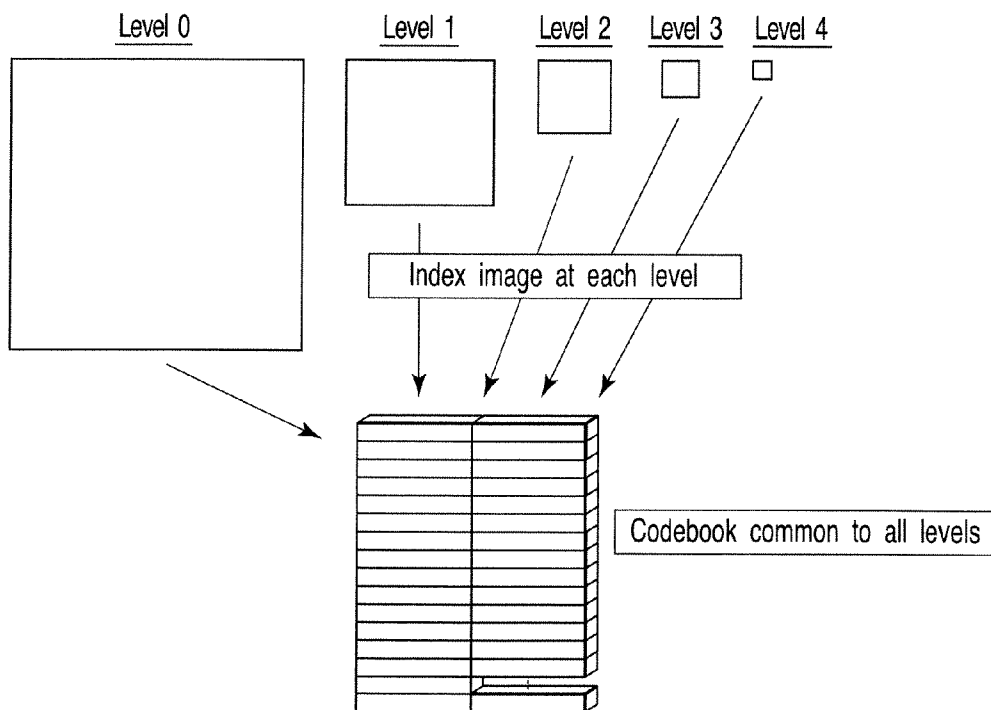 Level 0
Level 1
Level 2
Level 3
Level 4
Index image at each level
Codebook common to all levels